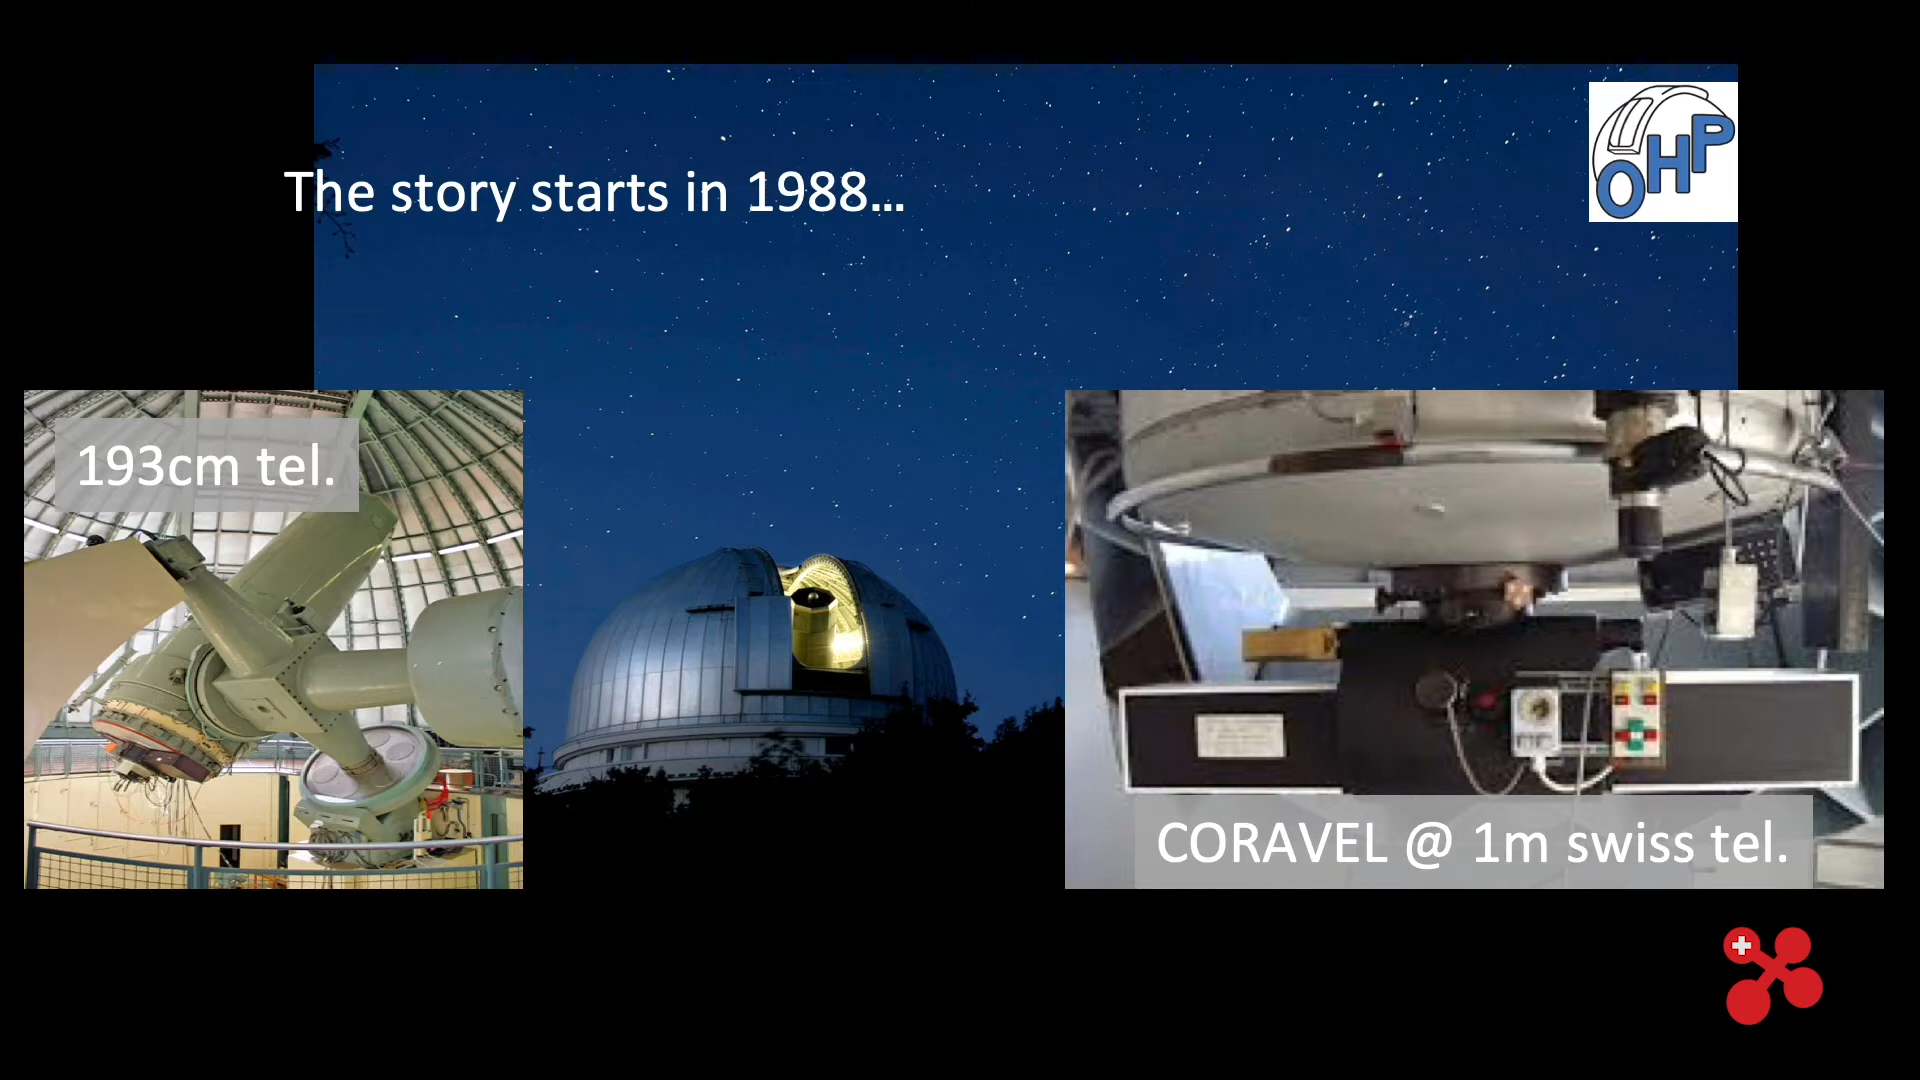 The story starts in 1988...
OHP
193cm tel.
CORAVEL @ 1m swiss tel.